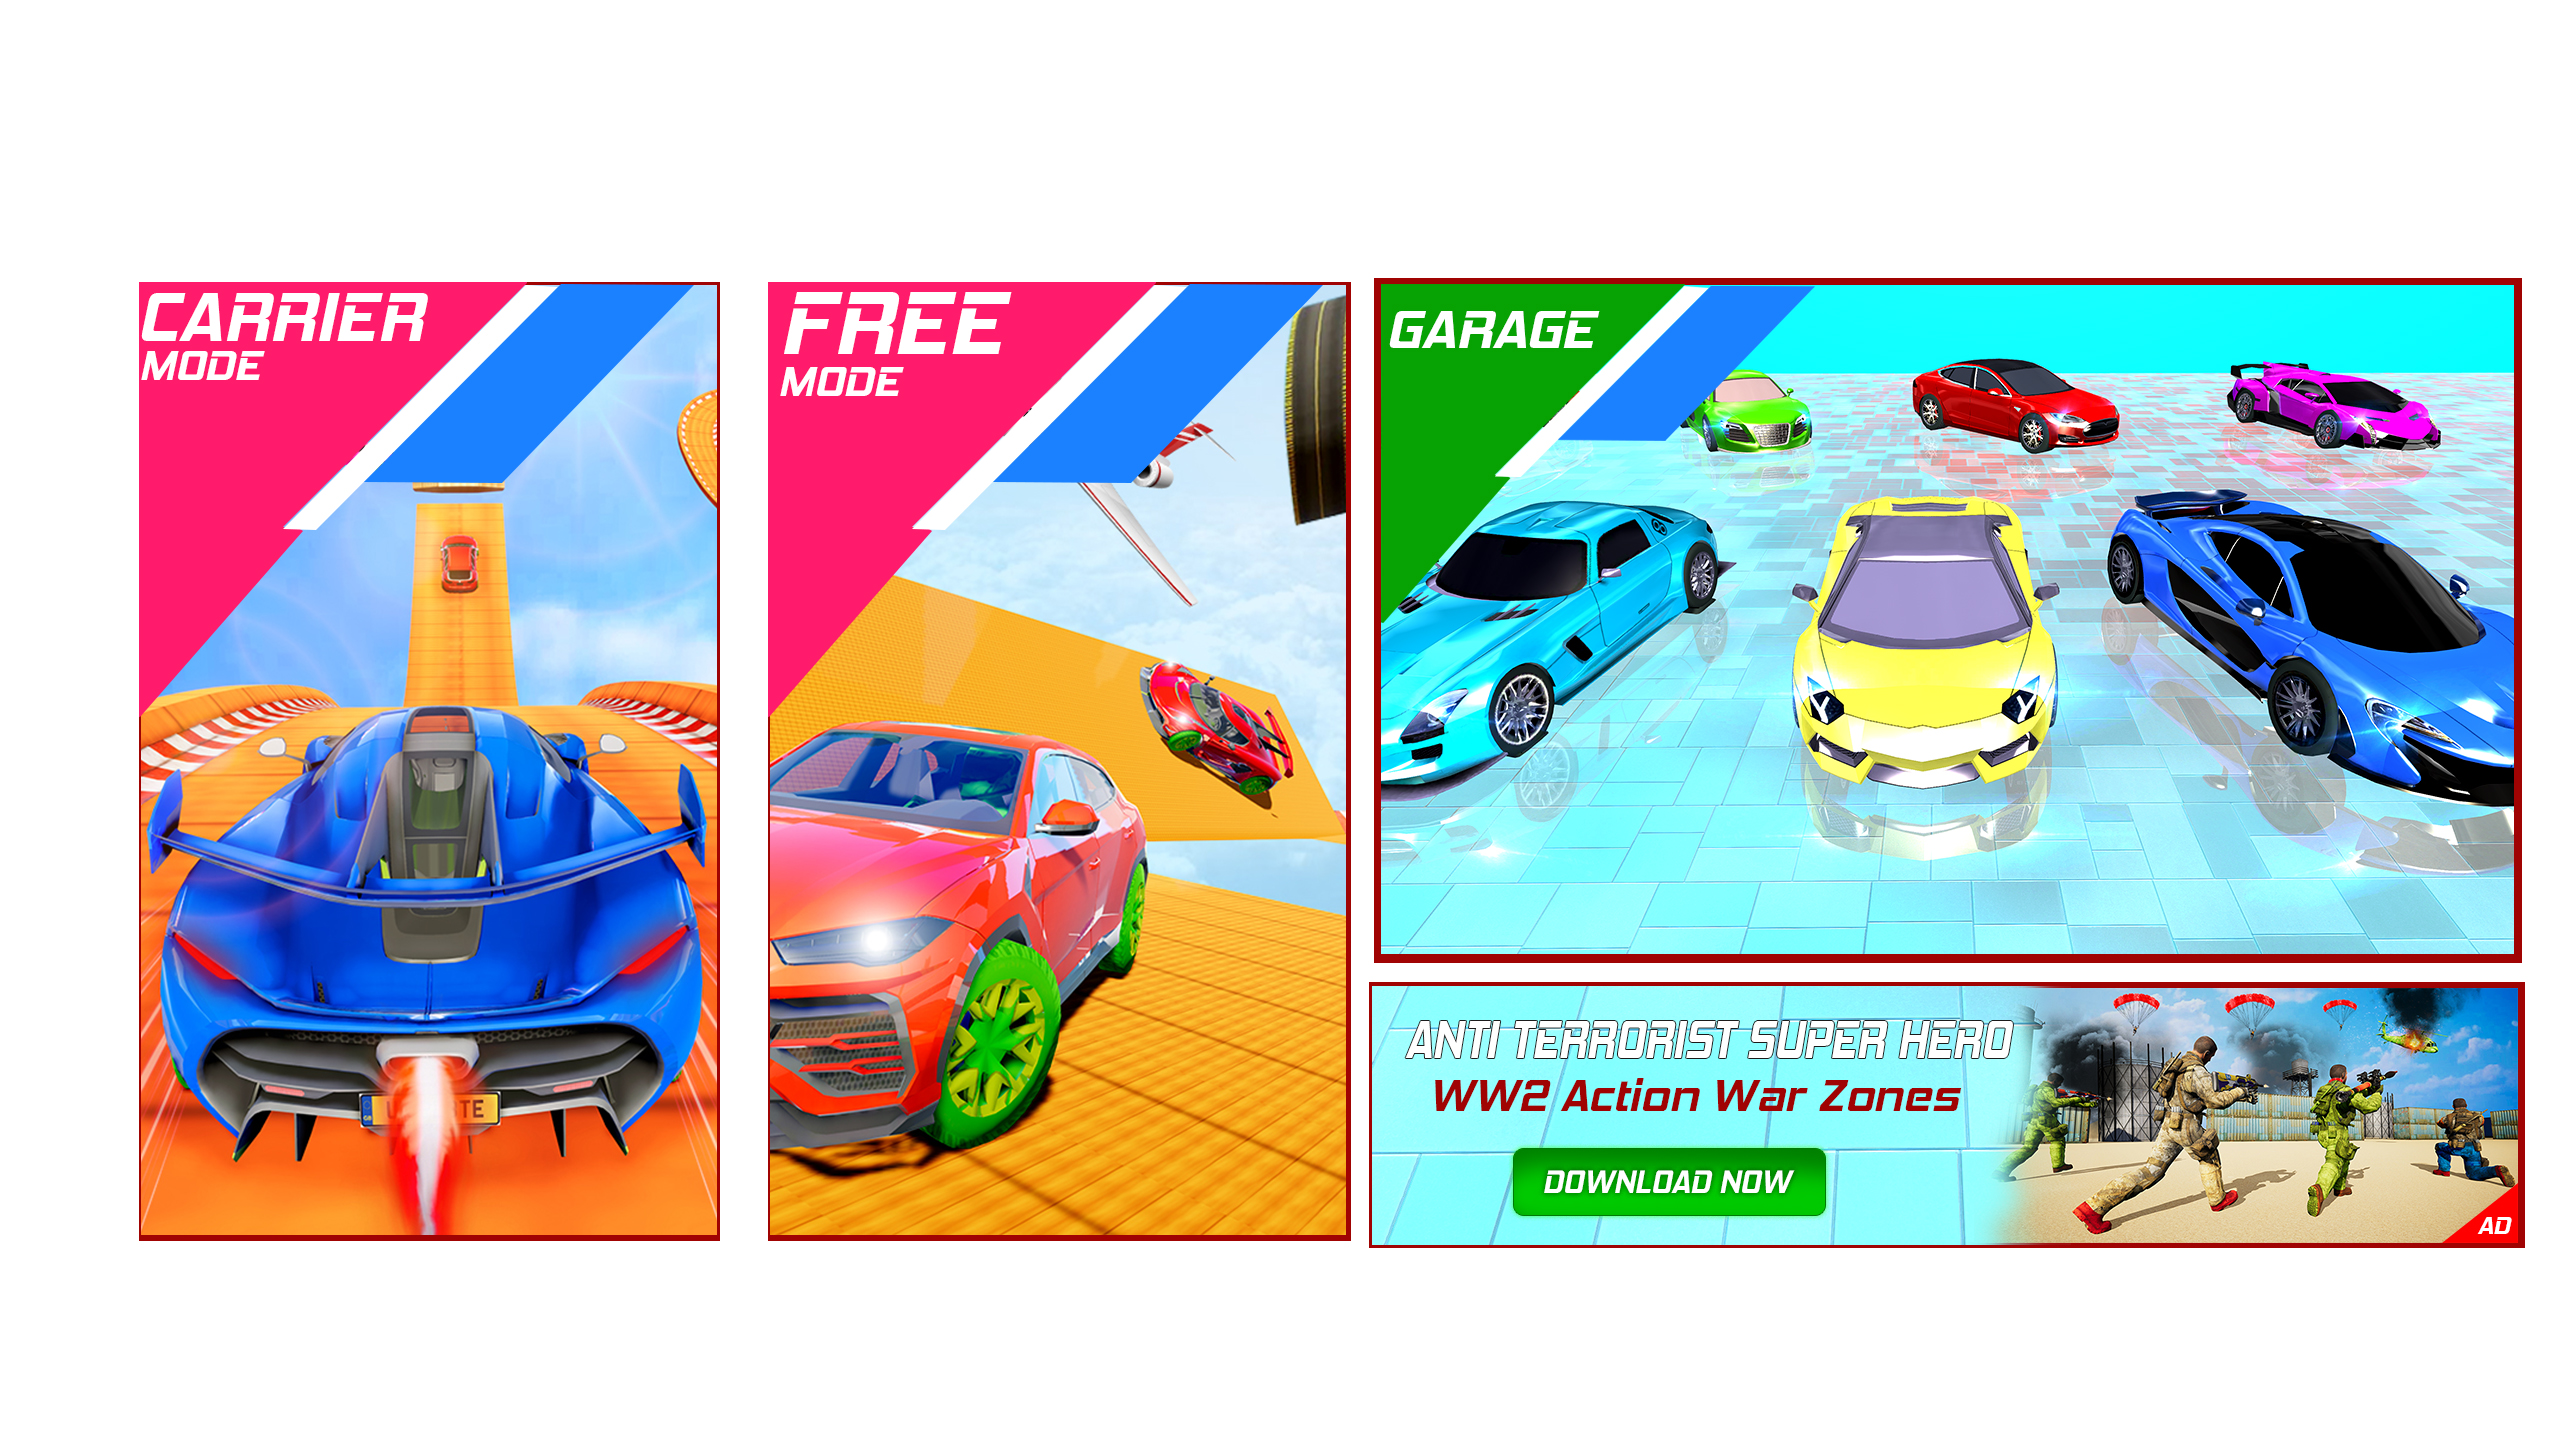 CARRIER
MODE
FREE
MODE
GARAGE
ANTI TERRORIST SUPER HERO
WW2 Action War Zones
DOWNLOAD NOW
AD